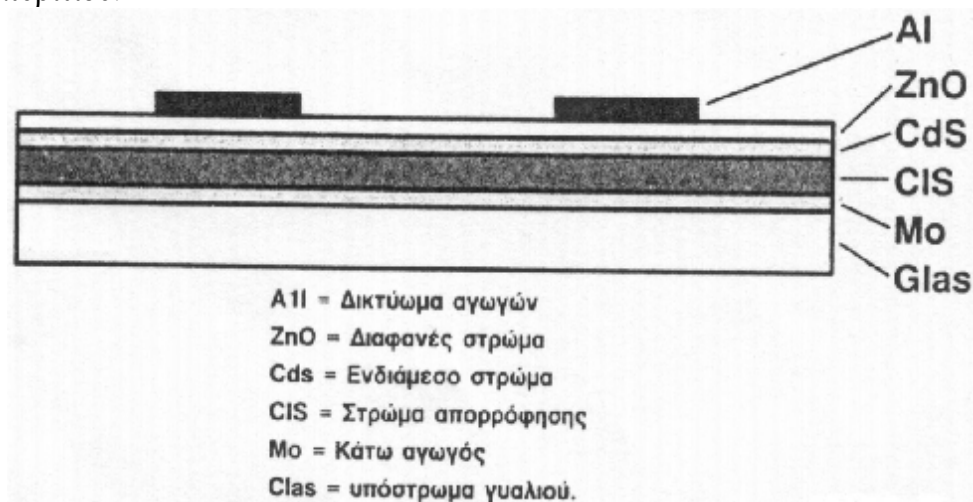 Al
ZnO
CdS
CIS
Mo
Glas
A1l = Δικτύωμα αγωγών
ZnO = Διαφανές στρώμα
Cds = Ενδιάμεσο στρώμα
CIS = Στρώμα απορρόφησης
Mo = Κάτω αγωγός
Clas = υπόστρωμα γυαλιού.